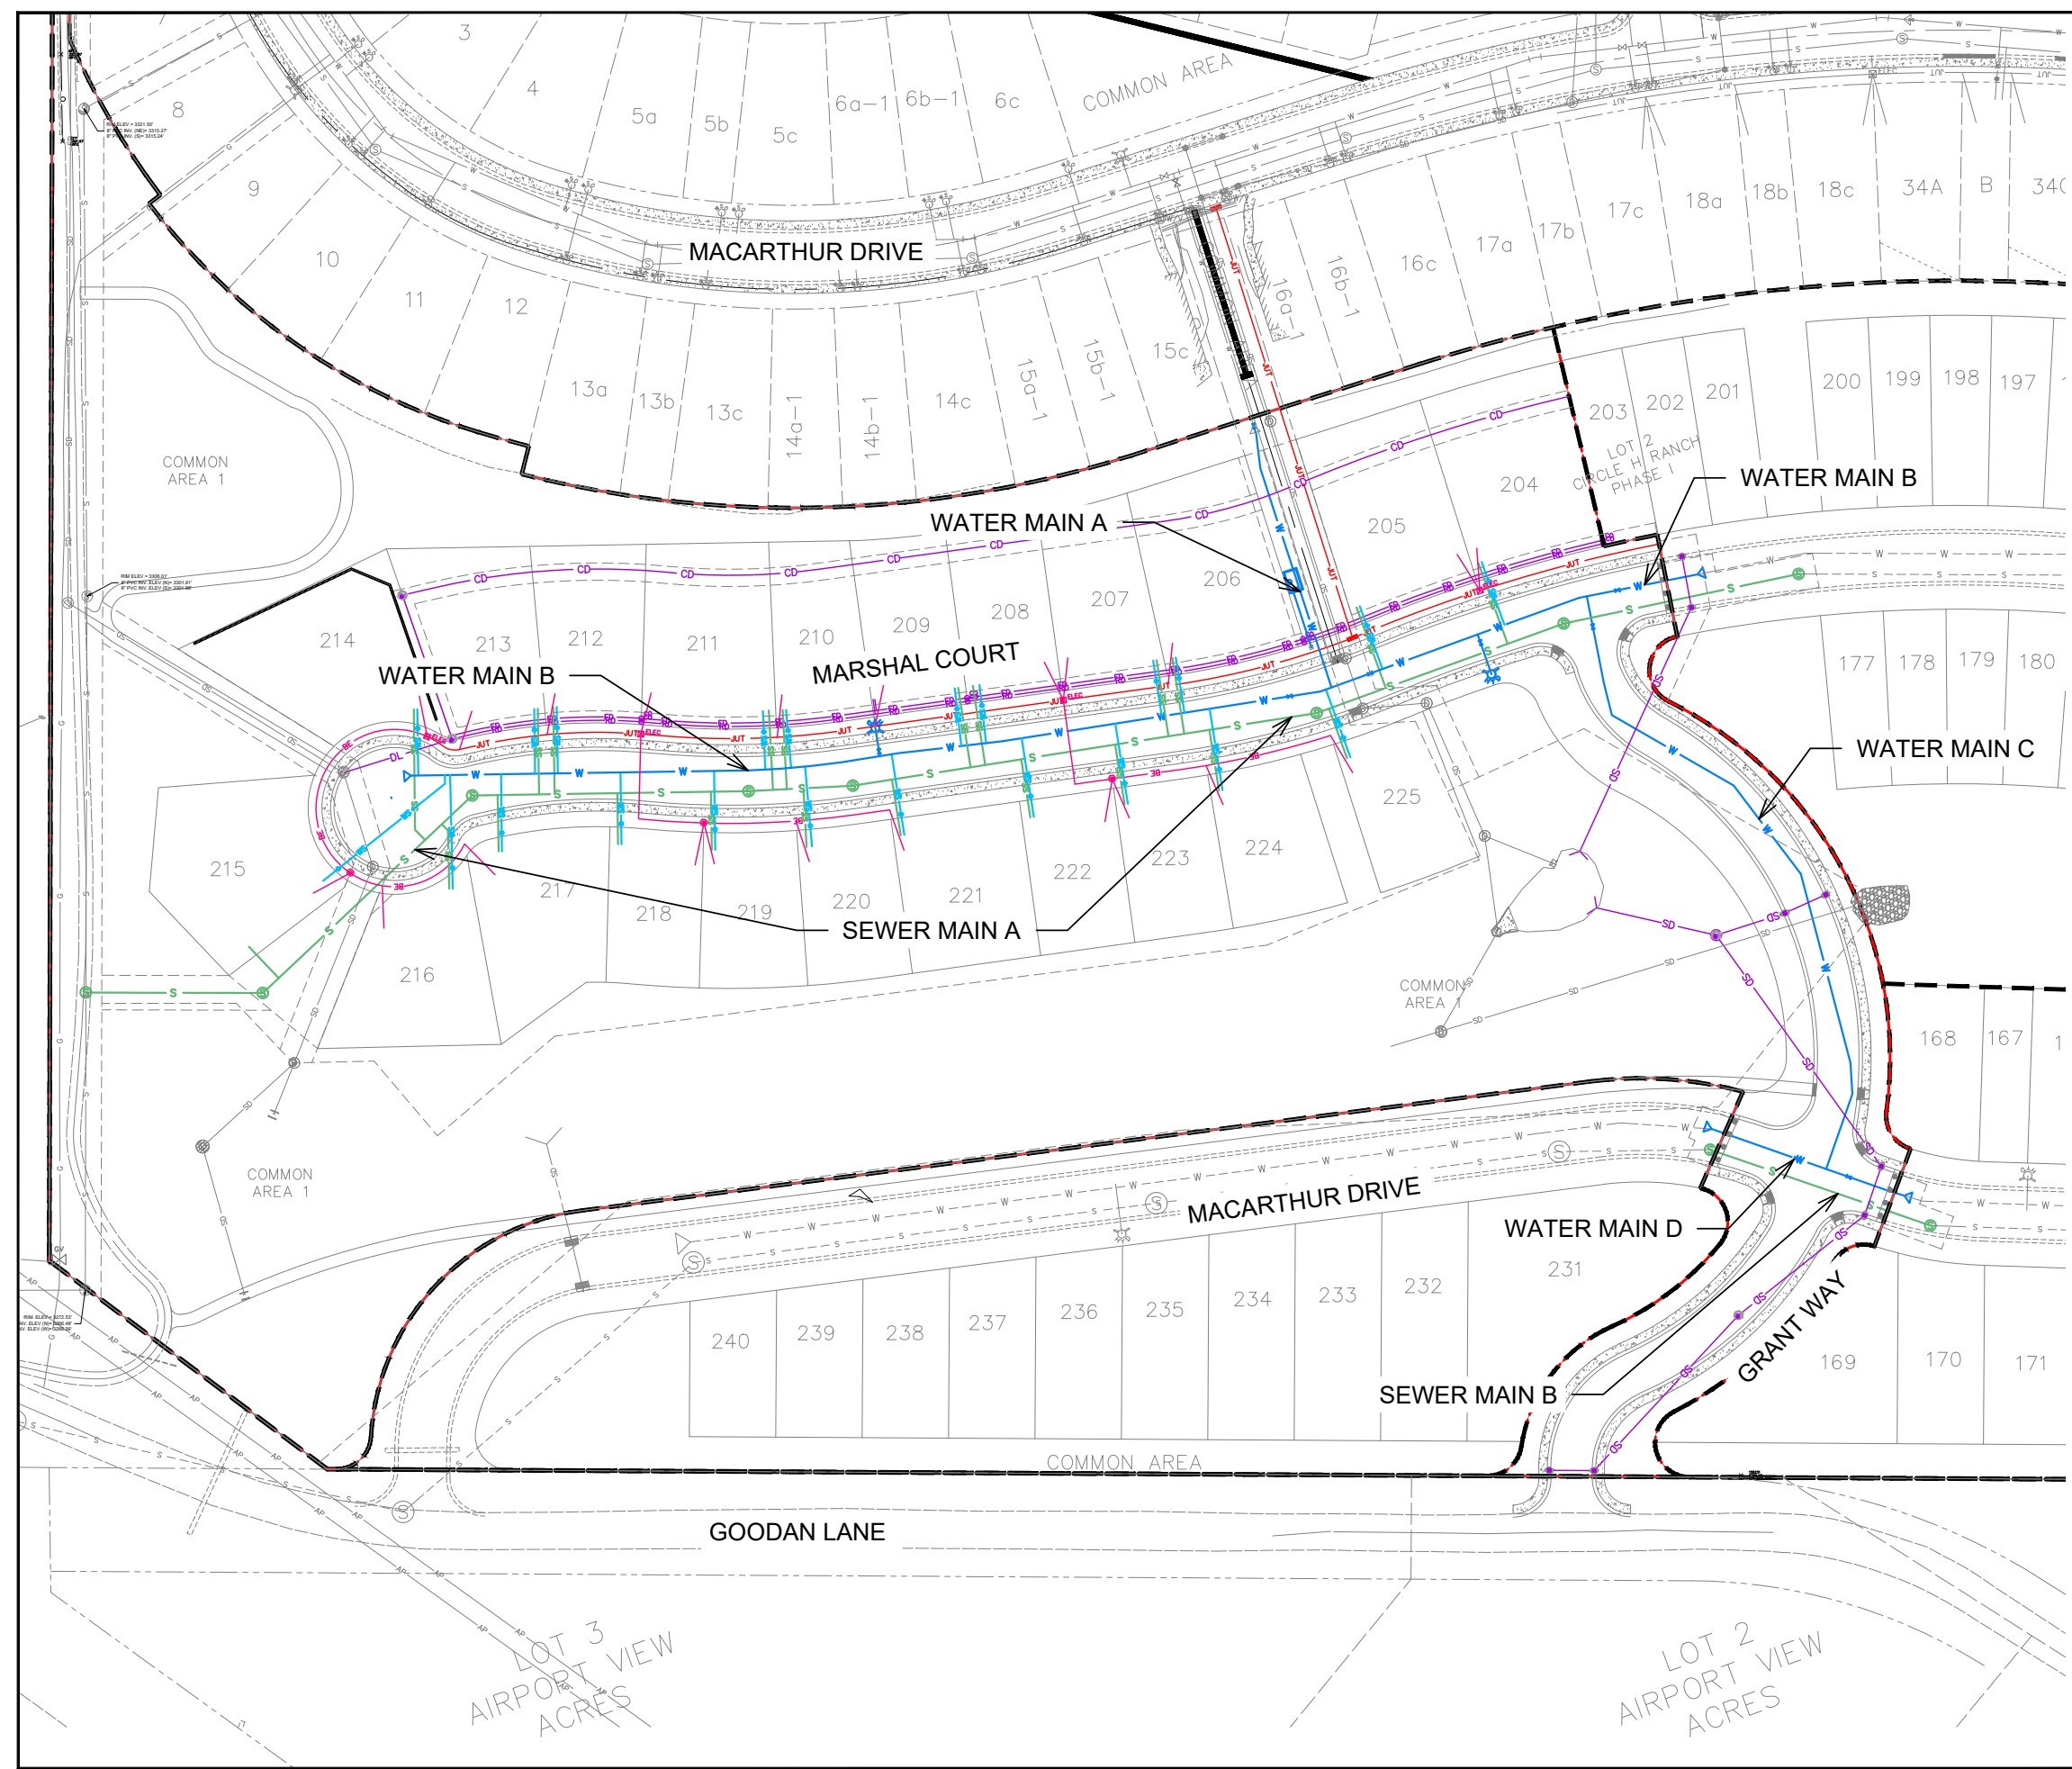 3
4
5a
5b
5c
6a-1
6b-1
6c
COMMON AREA
8
9
10
11
12
RIM ELEV = 3321.50'
MACARTHUR DRIVE
13a
13b
13c
14a-1
14b-1
14c
15a-1
15b-1
15c
16a-1
16b-1
16c
17a
17b
17c
18a
18b
18c
34A
B
COMMON
AREA 1
200
199
198
197
201
202
203
LOT 2
CIRCLE H RANCH
PHASE I
204
205
206
WATER MAIN A
WATER MAIN B
207
208
209
210
211
212
213
214
MARSHAL COURT
WATER MAIN B
177
178
179
180
WATER MAIN C
215
216
217
218
219
220
221
222
223
224
225
SEWER MAIN A
COMMON
AREA 1
168
167
COMMON
AREA 1
MACARTHUR DRIVE
WATER MAIN D
231
232
233
234
235
236
237
238
239
240
SEWER MAIN B
GRANT WAY
169
170
171
COMMON AREA
GOODAN LANE
LOT 3
AIRPORT VIEW
ACRES
LOT 2
AIRPORT VIEW
ACRES